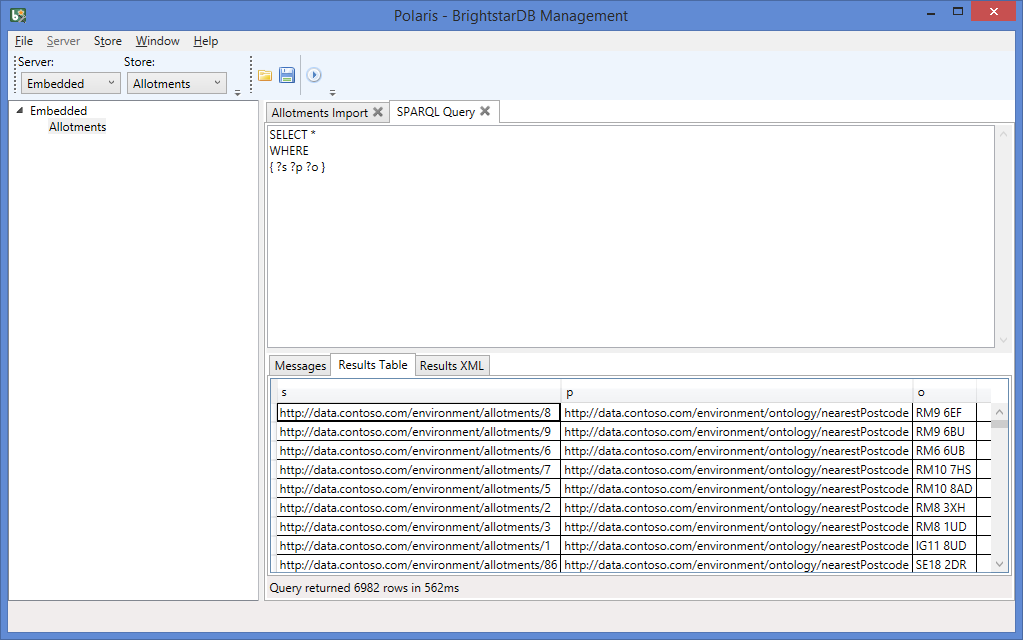 Polaris - BrightstarDB Management
File Server Store Window Help
Server: Store:
Embedded Allotments
Embedded
Allotments
Allotments Import SPARQL Query
SELECT *
WHERE
{ ?s ?p ?o }
Messages Results Table Results XML
s p o
http://data.contoso.com/environment/allotments/8 http://data.contoso.com/environment/ontology/nearestPostcode RM9 6EF
http://data.contoso.com/environment/allotments/9 http://data.contoso.com/environment/ontology/nearestPostcode RM9 6BU
http://data.contoso.com/environment/allotments/6 http://data.contoso.com/environment/ontology/nearestPostcode RM6 6UB
http://data.contoso.com/environment/allotments/7 http://data.contoso.com/environment/ontology/nearestPostcode RM10 7HS
http://data.contoso.com/environment/allotments/5 http://data.contoso.com/environment/ontology/nearestPostcode RM10 8AD
http://data.contoso.com/environment/allotments/2 http://data.contoso.com/environment/ontology/nearestPostcode RM8 3XH
http://data.contoso.com/environment/allotments/3 http://data.contoso.com/environment/ontology/nearestPostcode RM8 1UD
http://data.contoso.com/environment/allotments/1 http://data.contoso.com/environment/ontology/nearestPostcode IG11 8UD
http://data.contoso.com/environment/allotments/86 http://data.contoso.com/environment/ontology/nearestPostcode SE18 2DR
Query returned 6982 rows in 562ms